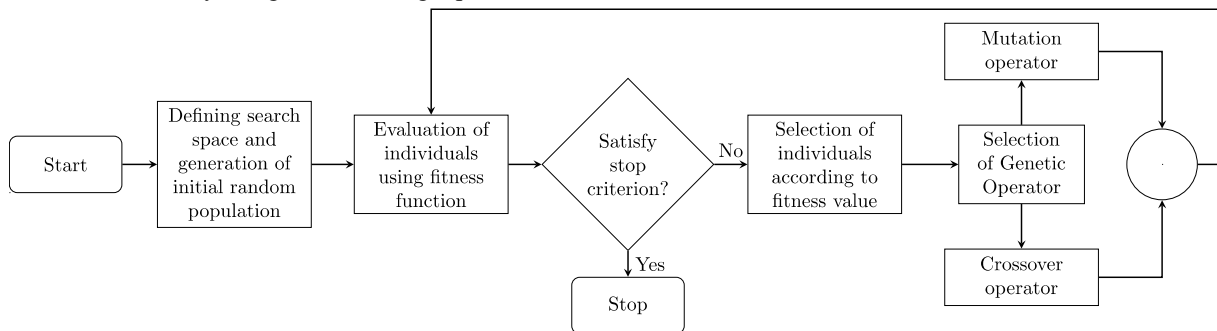 Start
Defining search
space and
generation of
initial random
population
Evaluation of
individuals
using fitness
function
Satisfy
stop
criterion?
Yes
Stop
No
Selection of
individuals
according to
fitness value
Selection
of Genetic
Operator
Mutation
operator
Crossover
operator